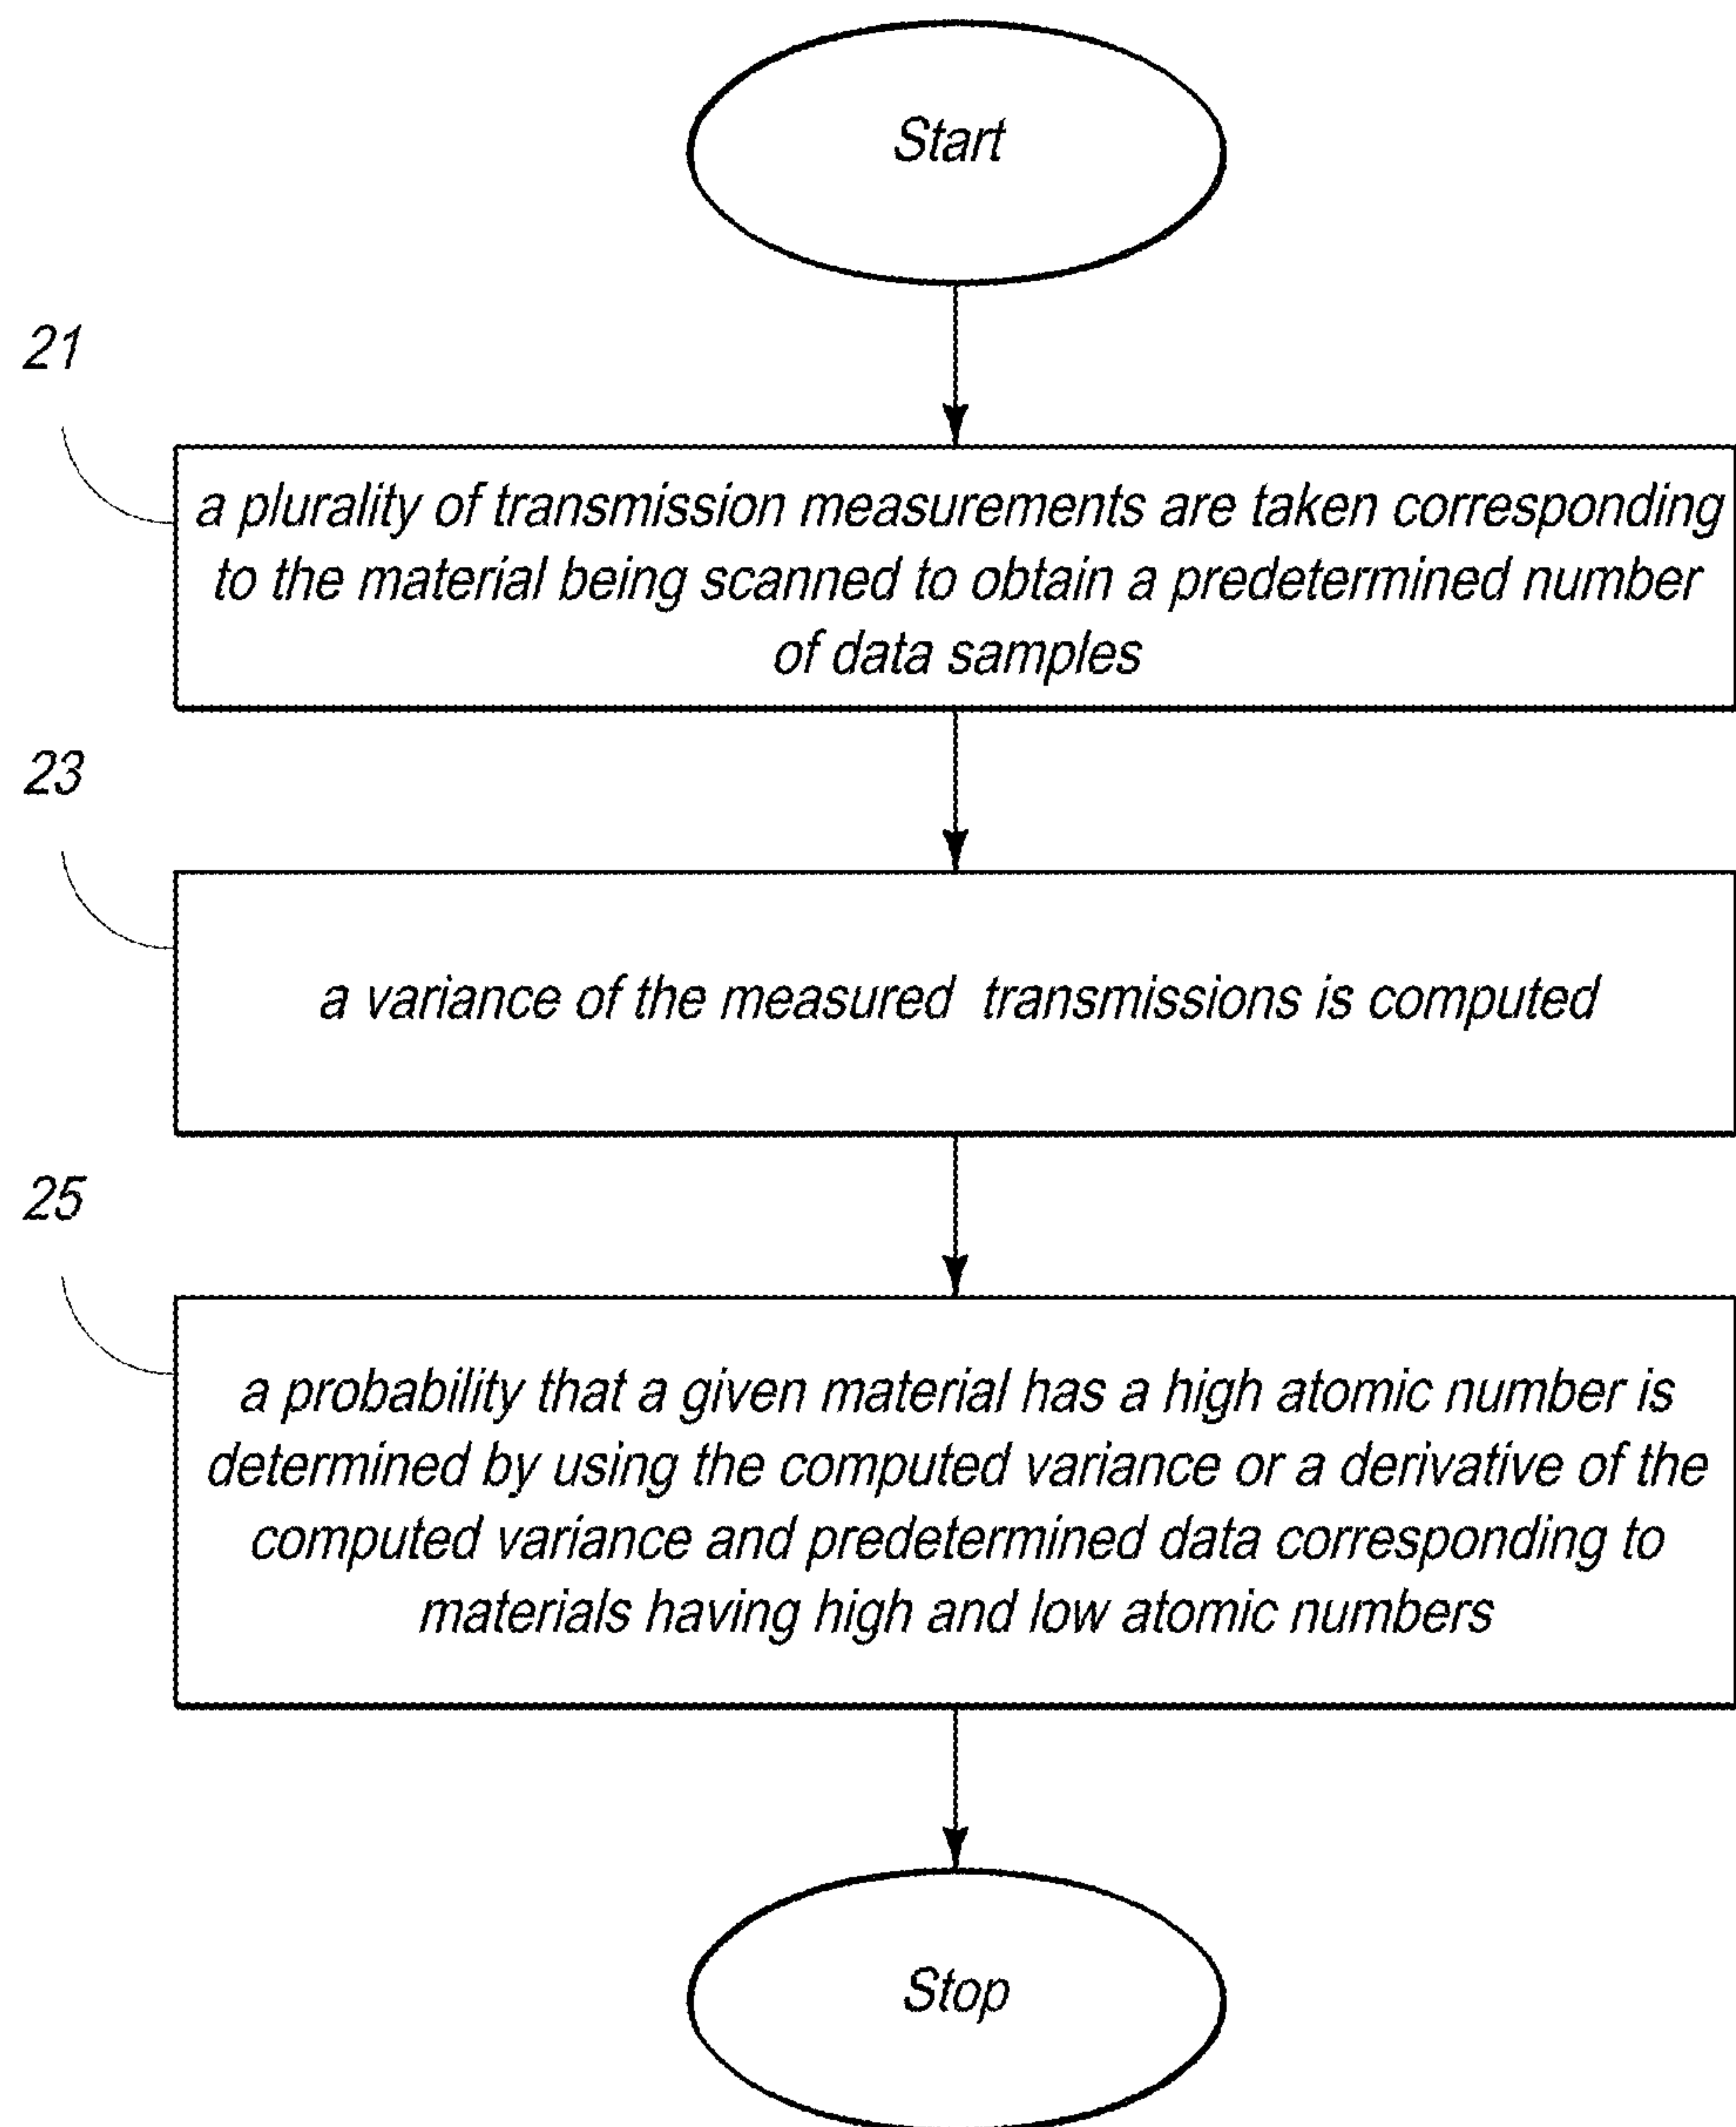 Start
21
a plurality of transmission measurements are taken corresponding
to the material being scanned to obtain a predetermined number
of data samples
23
a variance of the measured transmissions is computed
25
a probability that a given material has a high atomic number is
determined by using the computed variance or a derivative of the
computed variance and predetermined data corresponding to
materials having high and low atomic numbers
Stop